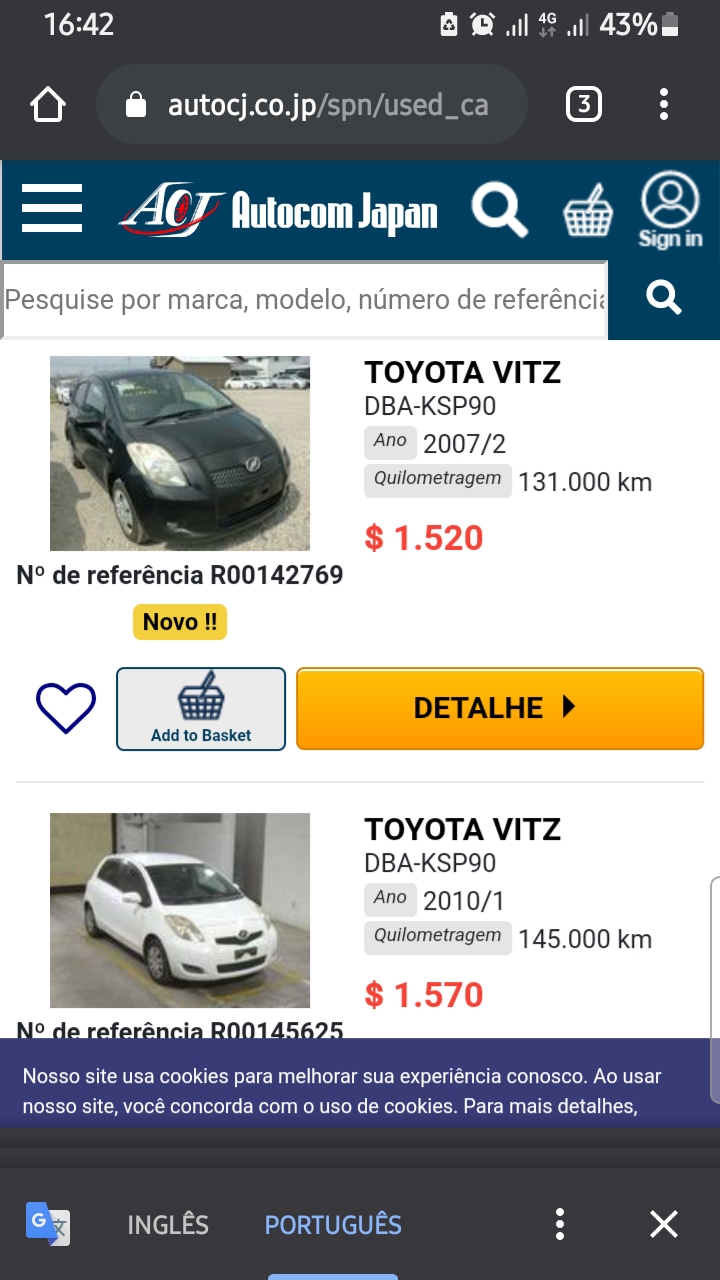 16:42
4G
43%
autocj.co.jp/spn/used_ca
3
ACJ Autocom Japan
Sign in
Pesquise por marca, modelo, número de referência
TOYOTA VITZ
DBA-KSP90
Ano 2007/2
Quilometragem 131.000 km
$ 1.520
Nº de referência R00142769
Novo !!
Add to Basket
DETALHE
TOYOTA VITZ
DBA-KSP90
Ano 2010/1
Quilometragem 145.000 km
$ 1.570
Nº de referência R00145625
Nosso site usa cookies para melhorar sua experiência conosco. Ao usar
nosso site, você concorda com o uso de cookies. Para mais detalhes,
G 文
INGLÊS
PORTUGUÊS